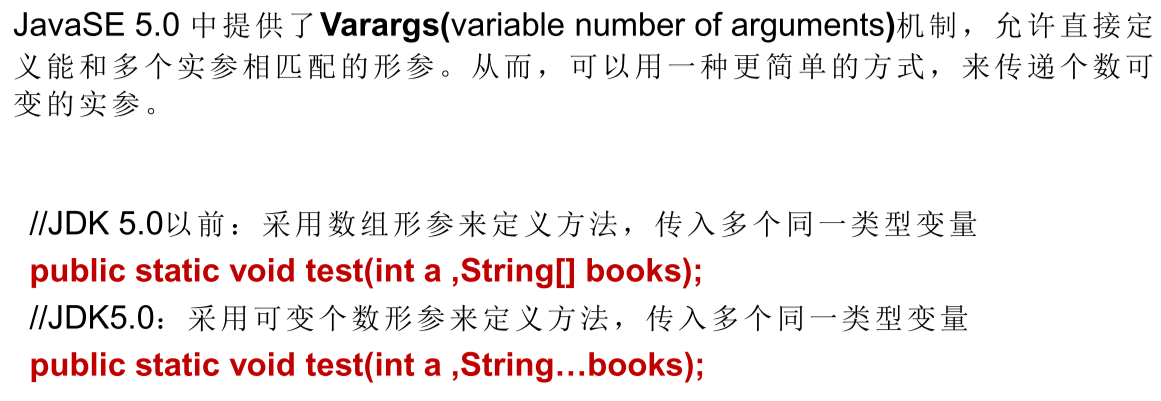 JavaSE 5.0 中提供了Varargs(variable number of arguments)机制，允许直接定
义能和多个实参相匹配的形参。从而，可以用一种更简单的方式，来传递个数可
变的实参。
//JDK 5.0以前：采用数组形参来定义方法，传入多个同一类型变量
public static void test(int a ,String[] books);
//JDK5.0：采用可变个数形参来定义方法，传入多个同一类型变量
public static void test(int a ,String…books);